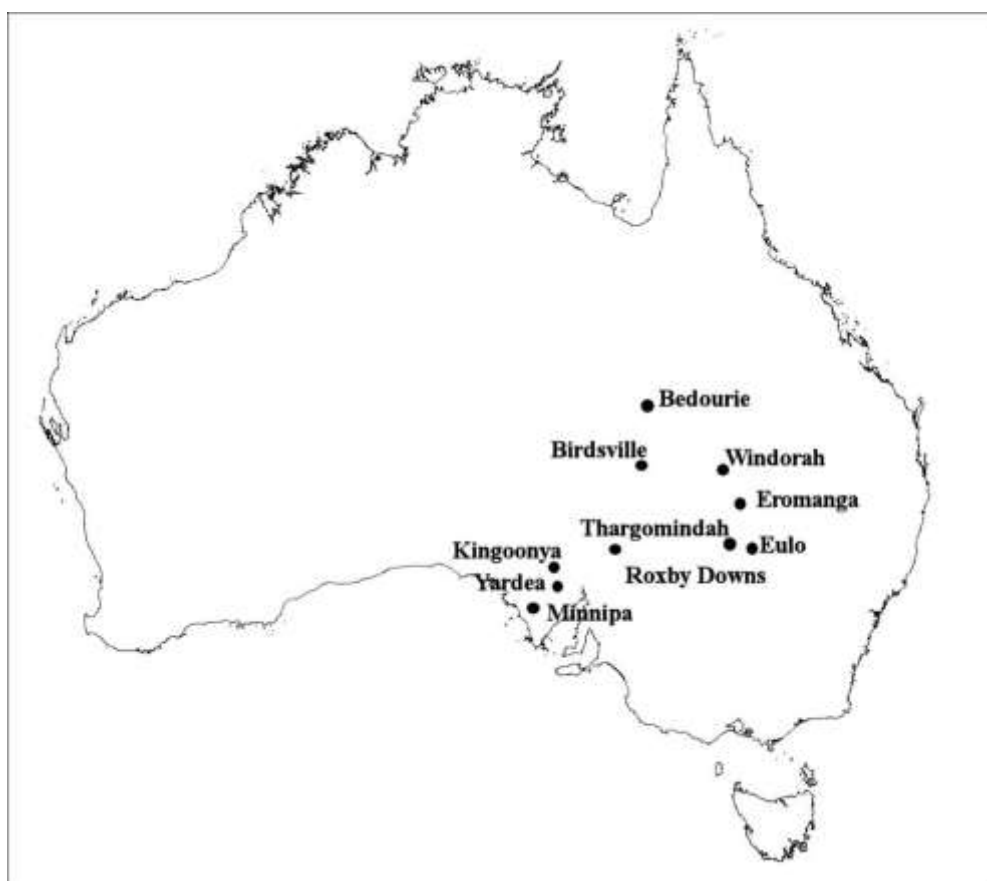 Bedourie
Birdsville
Windorah
Eromanga
Thargomindah
Eulo
Kingoonya
Roxby Downs
Yardea
Minnipa